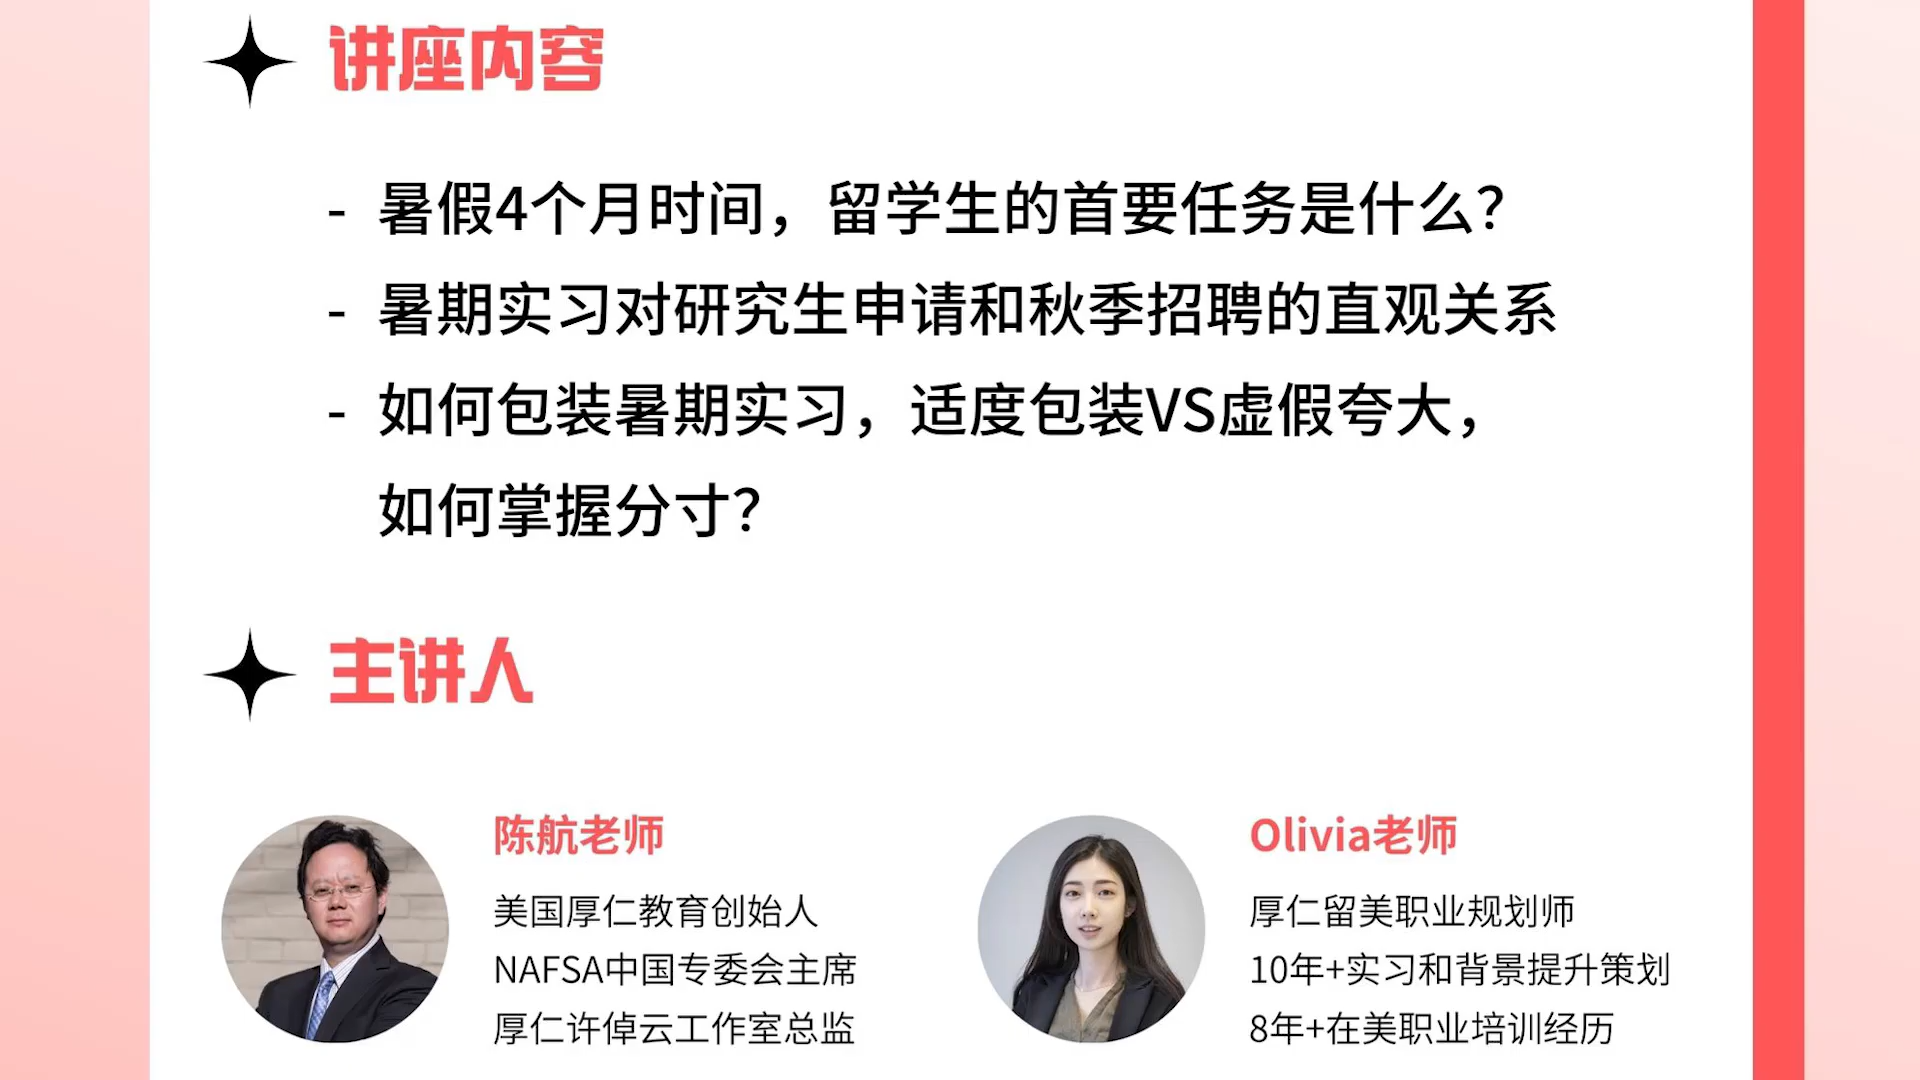 讲座内容
- 暑假4个月时间，留学生的首要任务是什么？
- 暑期实习对研究生申请和秋季招聘的直观关系
- 如何包装暑期实习，适度包装VS虚假夸大，
如何掌握分寸？
主讲人
陈航老师
美国厚仁教育创始人
NAFSA中国专委会主席
厚仁许倬云工作室总监
Olivia老师
厚仁留美职业规划师
10年+实习和背景提升策划
8年+在美职业培训经历